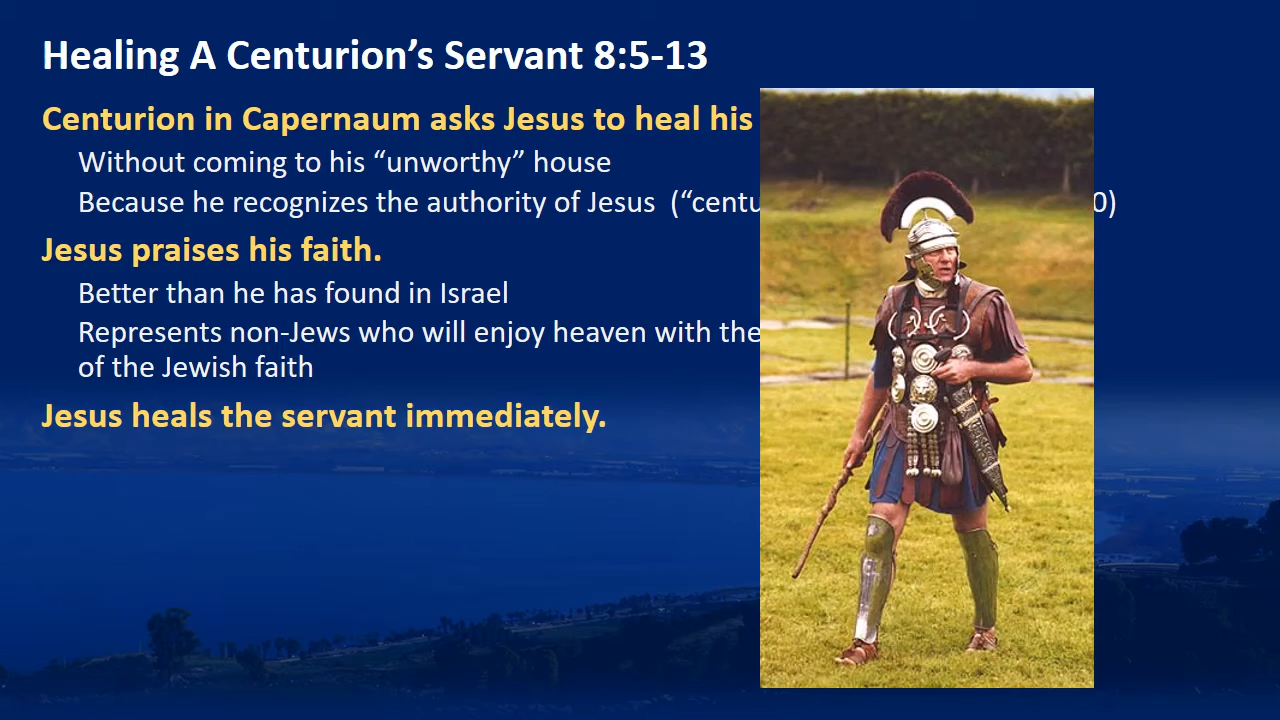 Healing A Centurion’s Servant 8:5-13
Centurion in Capernaum asks Jesus to heal his
Without coming to his “unworthy” house
Because he recognizes the authority of Jesus (“centu 0)
Jesus praises his faith.
Better than he has found in Israel
Represents non-Jews who will enjoy heaven with the
of the Jewish faith
Jesus heals the servant immediately.